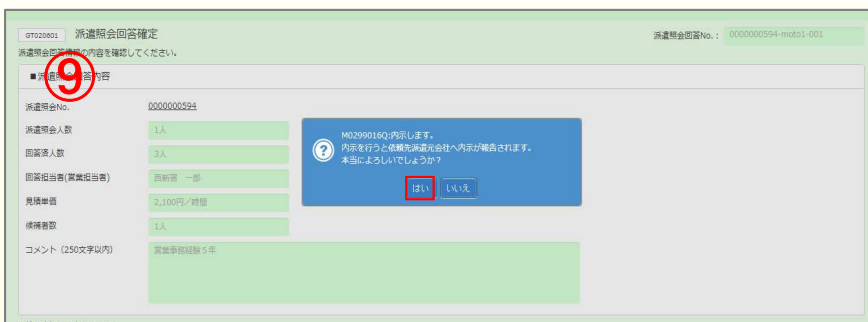 GT020601 派遣照会回答確定 派遣照会回答No.： 0000000594-moto1-001
派遣照会回答情報の内容を確認してください。
⑨
■派遣照会回答内容
派遣照会No. 0000000594
派遣照会人数 1人
回答済人数 3人
回答担当者(営業担当者) 西新宿 一郎
見積単価 2,100円／時間
候補者数 1人
コメント（250文字以内） 営業事務経験５年
M0299016Q:内示します。
内示を行うと依頼先派遣元会社へ内示が報告されます。
本当によろしいでしょうか？
はい いいえ